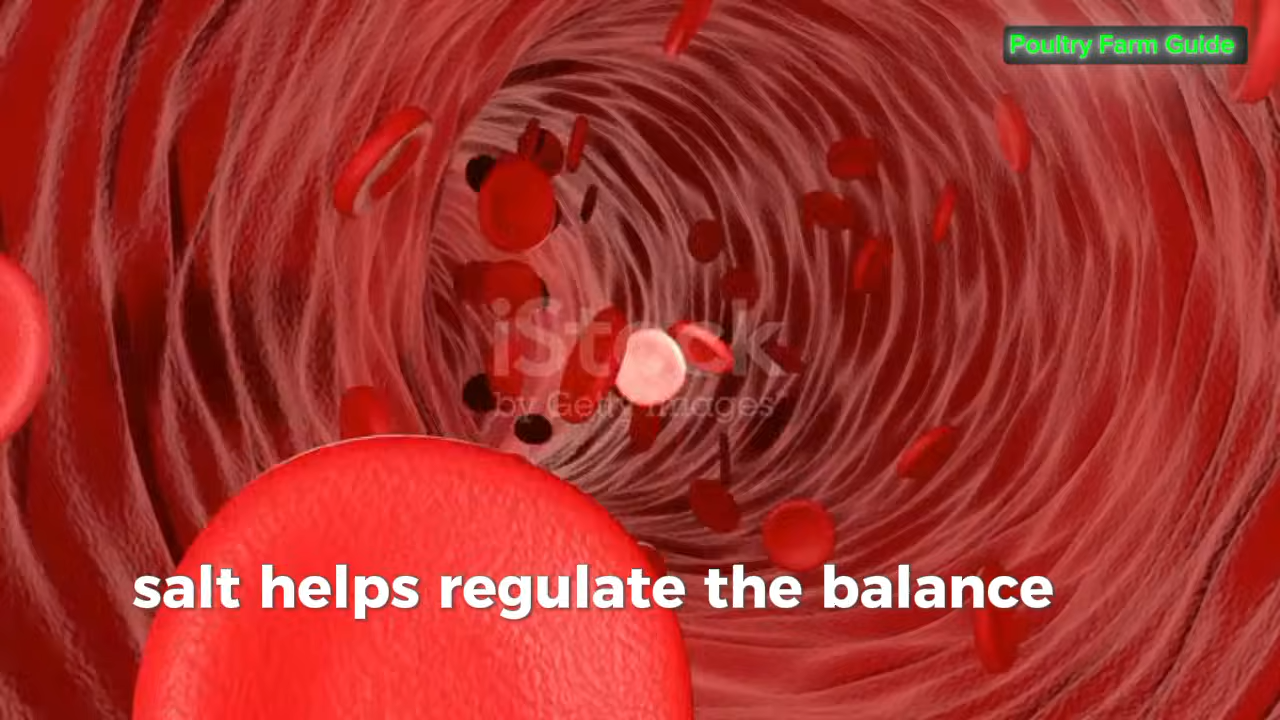 Poultry Farm Guide
iStock
by Getty Images
salt helps regulate the balance